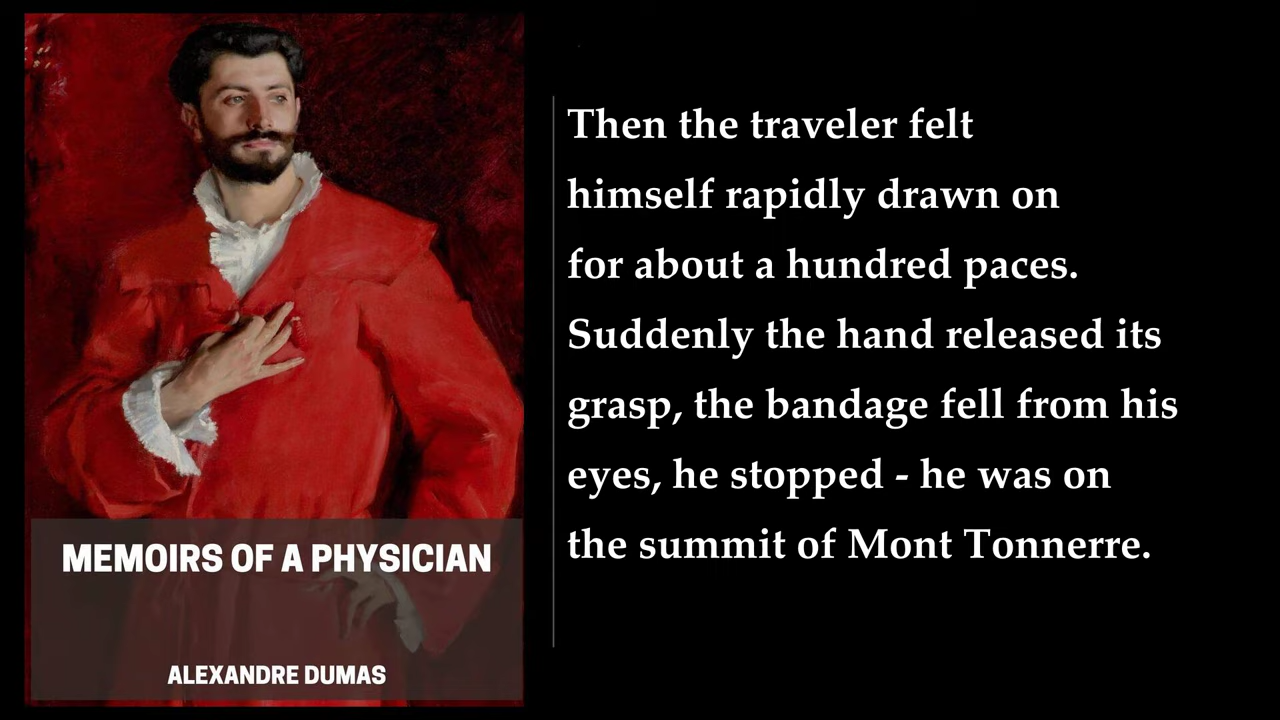 MEMOIRS OF A PHYSICIAN
ALEXANDRE DUMAS
Then the traveler felt
himself rapidly drawn on
for about a hundred paces.
Suddenly the hand released its
grasp, the bandage fell from his
eyes, he stopped - he was on
the summit of Mont Tonnerre.